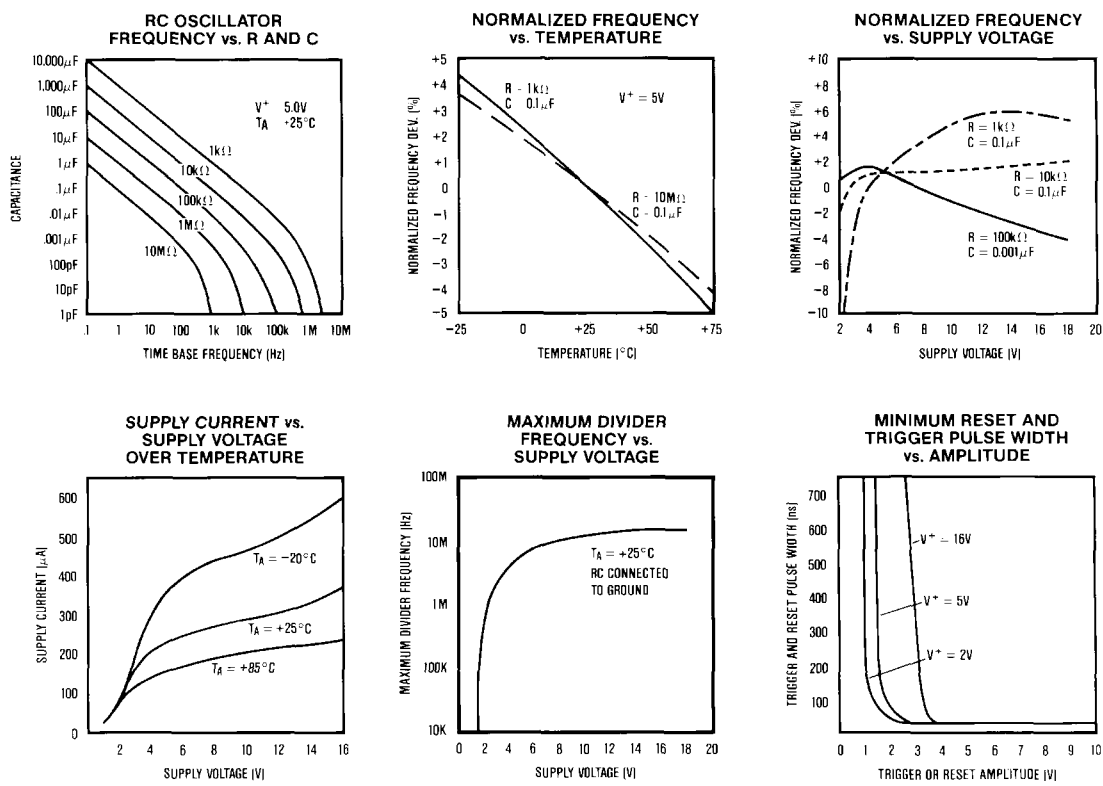 RC OSCILLATOR
FREQUENCY vs. R AND C
10.000μF
1.000μF
100μF
10μF
1μF
.1μF
.01μF
.001μF
100pF
10pF
1pF
CAPACITANCE
V⁺ 5.0V
T_A +25°C
1kΩ
10kΩ
100kΩ
1MΩ
10MΩ
.1 1 10 100 1k 10k 100k 1M 10M
TIME BASE FREQUENCY (Hz)
NORMALIZED FREQUENCY
vs. TEMPERATURE
+5
+4
+3
+2
+1
0
−1
−2
−3
−4
−5
NORMALIZED FREQUENCY DEV. (%)
R - 1kΩ
C 0.1μF
V⁺ = 5V
R - 10MΩ
C - 0.1μF
−25 0 +25 +50 +75
TEMPERATURE (°C)
NORMALIZED FREQUENCY
vs. SUPPLY VOLTAGE
+10
+8
+6
+4
+2
0
−2
−4
−6
−8
−10
NORMALIZED FREQUENCY DEV. (%)
R = 1kΩ
C = 0.1μF
R = 10kΩ
C = 0.1μF
R = 100kΩ
C = 0.001μF
2 4 6 8 10 12 14 16 18 20
SUPPLY VOLTAGE (V)
SUPPLY CURRENT vs.
SUPPLY VOLTAGE
OVER TEMPERATURE
600
500
400
300
200
100
0
SUPPLY CURRENT (μA)
T_A = −20°C
T_A = +25°C
T_A = +85°C
2 4 6 8 10 12 14 16
SUPPLY VOLTAGE (V)
MAXIMUM DIVIDER
FREQUENCY vs.
SUPPLY VOLTAGE
100M
10M
1M
100K
10K
MAXIMUM DIVIDER FREQUENCY (Hz)
T_A = +25°C
RC CONNECTED
TO GROUND
0 2 4 6 8 10 12 14 16 18 20
SUPPLY VOLTAGE (V)
MINIMUM RESET AND
TRIGGER PULSE WIDTH
vs. AMPLITUDE
700
600
500
400
300
200
100
TRIGGER AND RESET PULSE WIDTH (ns)
V⁺ = 16V
V⁺ = 5V
V⁺ = 2V
0 1 2 3 4 5 6 7 8 9 10
TRIGGER OR RESET AMPLITUDE (V)